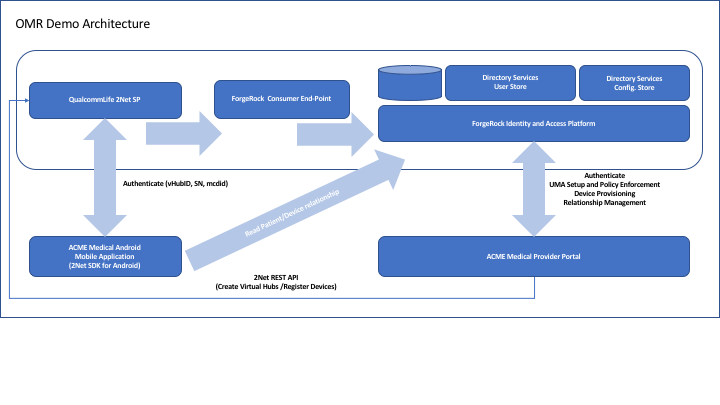 OMR Demo Architecture
QualcommLife 2Net SP
ForgeRock Consumer End-Point
Directory Services
User Store
Directory Services
Config. Store
ForgeRock Identity and Access Platform
Authenticate (vHubID, SN, mcdid)
Authenticate
UMA Setup and Policy Enforcement
Device Provisioning
Relationship Management
Read Patient/Device relationship
ACME Medical Android
Mobile Application
(2Net SDK for Android)
ACME Medical Provider Portal
2Net REST API
(Create Virtual Hubs /Register Devices)